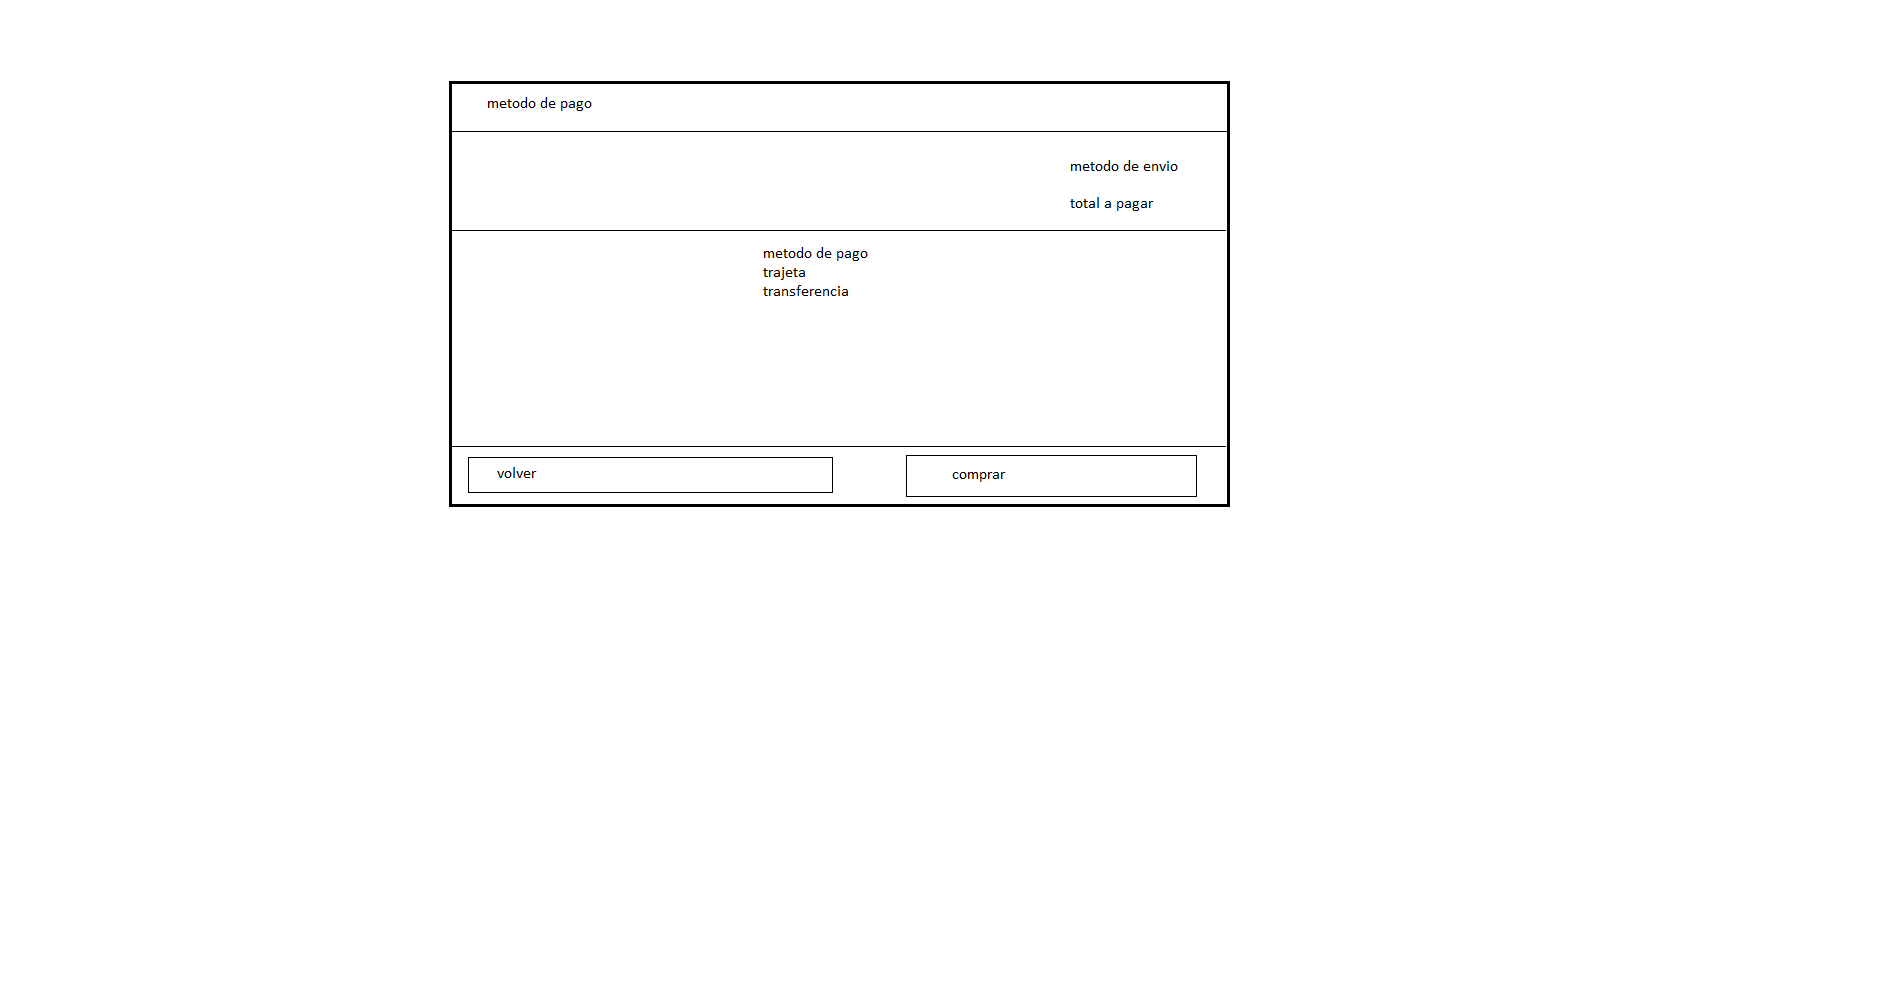 metodo de pago
metodo de envio
total a pagar
metodo de pago
trajeta
transferencia
volver
comprar